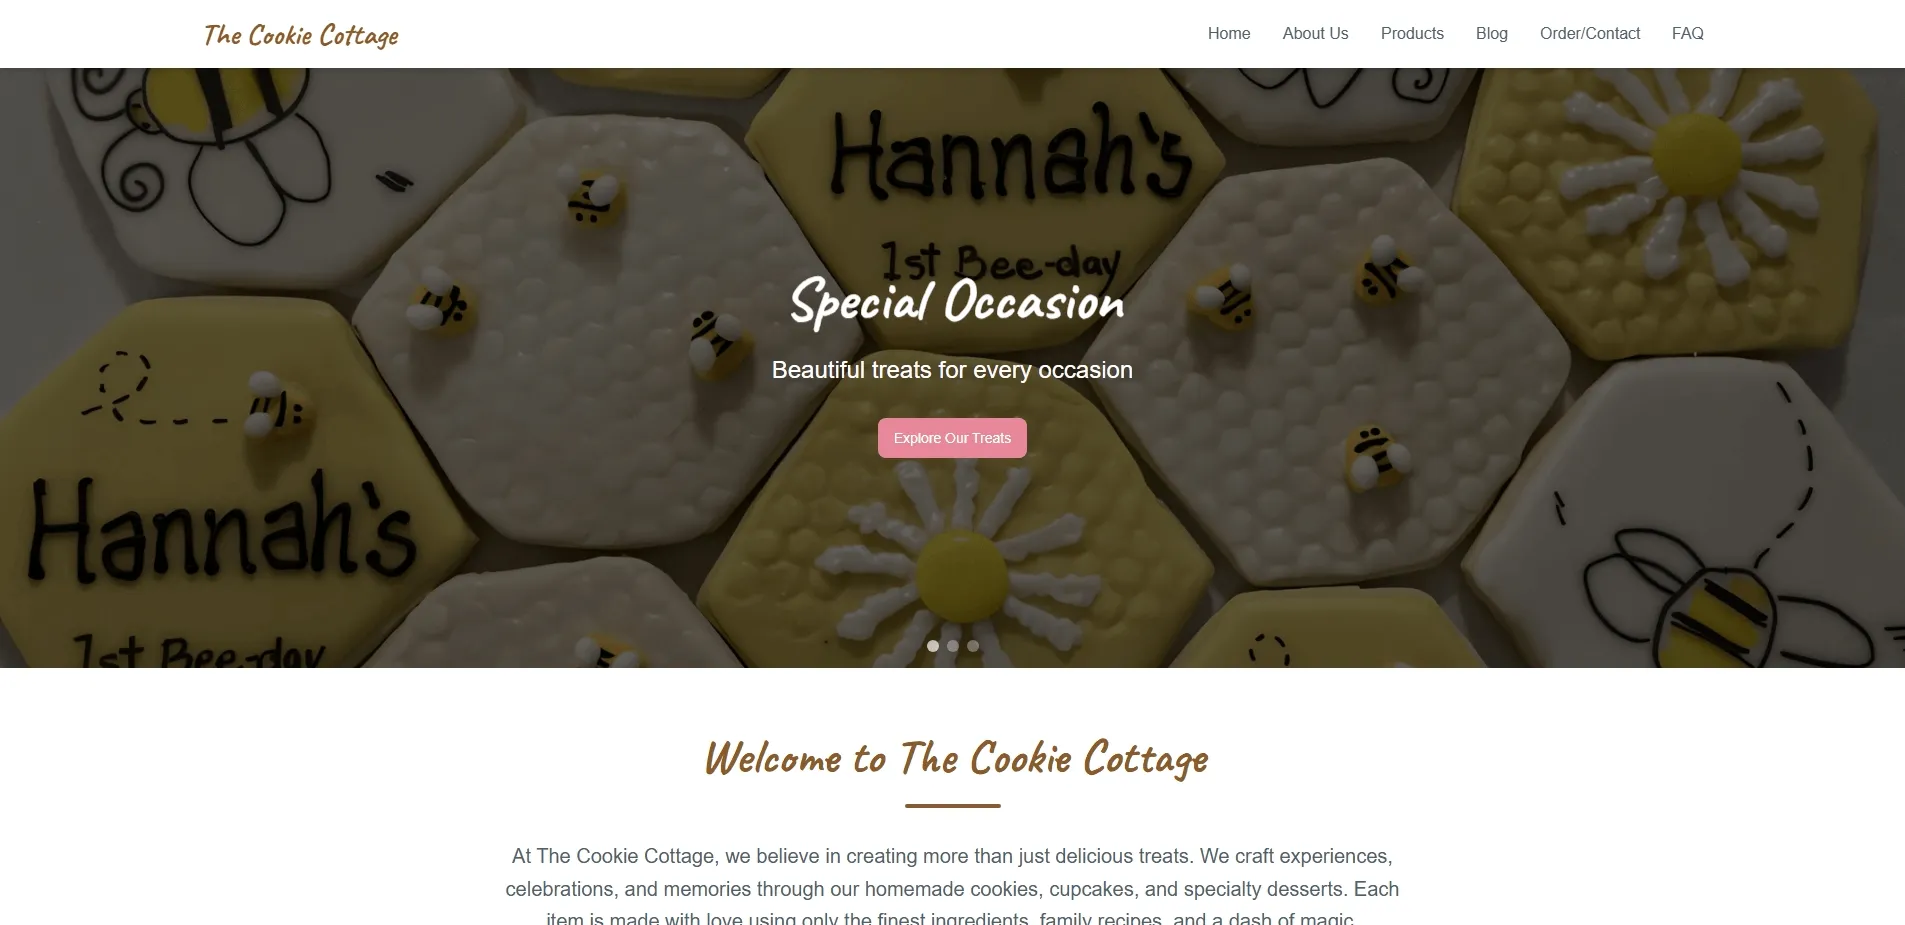 The Cookie Cottage
Home
About Us
Products
Blog
Order/Contact
FAQ
Hannah's
1st Bee-day
Special Occasion
Beautiful treats for every occasion
Explore Our Treats
Hannah's
1st Bee-day
Welcome to The Cookie Cottage
At The Cookie Cottage, we believe in creating more than just delicious treats. We craft experiences,
celebrations, and memories through our homemade cookies, cupcakes, and specialty desserts. Each
item is made with love using only the finest ingredients, family recipes, and a dash of magic.